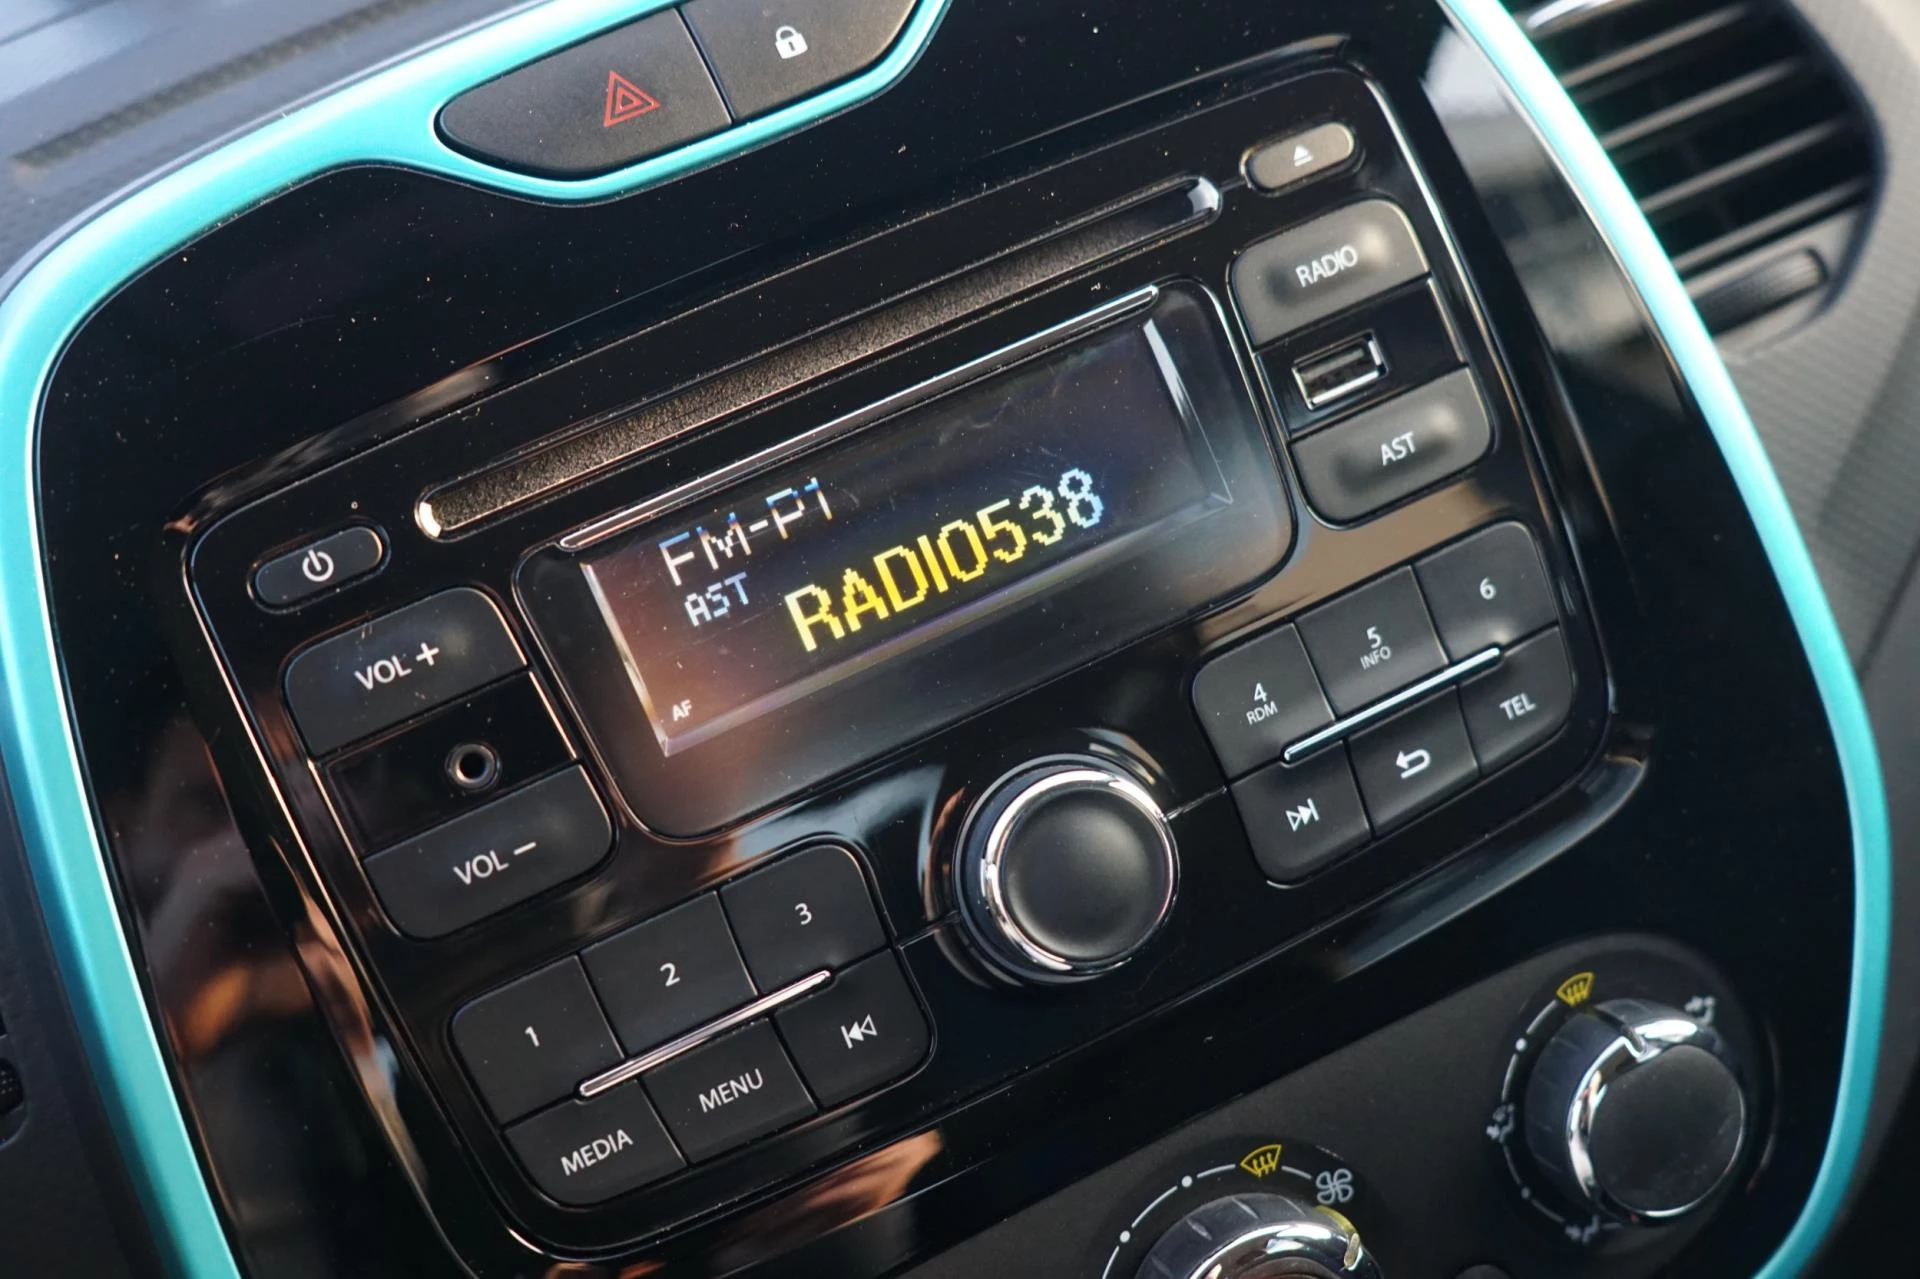 RADIO
AST
FM-P1
AST RADIO538
AF
VOL +
VOL −
4
RDM
5
INFO
6
TEL
1
2
3
MEDIA
MENU